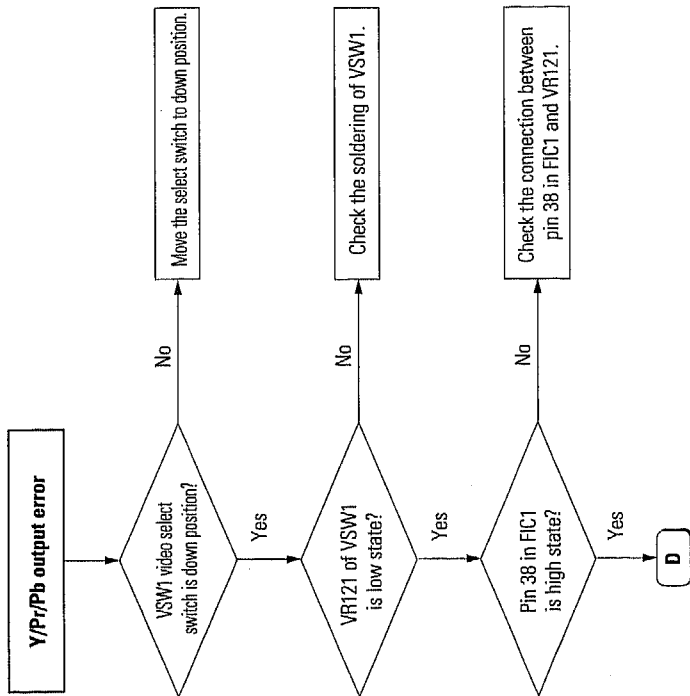 Y/Pr/Pb output error
VSW1 video select
switch is down position?
No
Move the select switch to down position.
Yes
VR121 of VSW1
is low state?
No
Check the soldering of VSW1.
Yes
Pin 38 in FIC1
is high state?
No
Check the connection between
pin 38 in FIC1 and VR121.
Yes
D